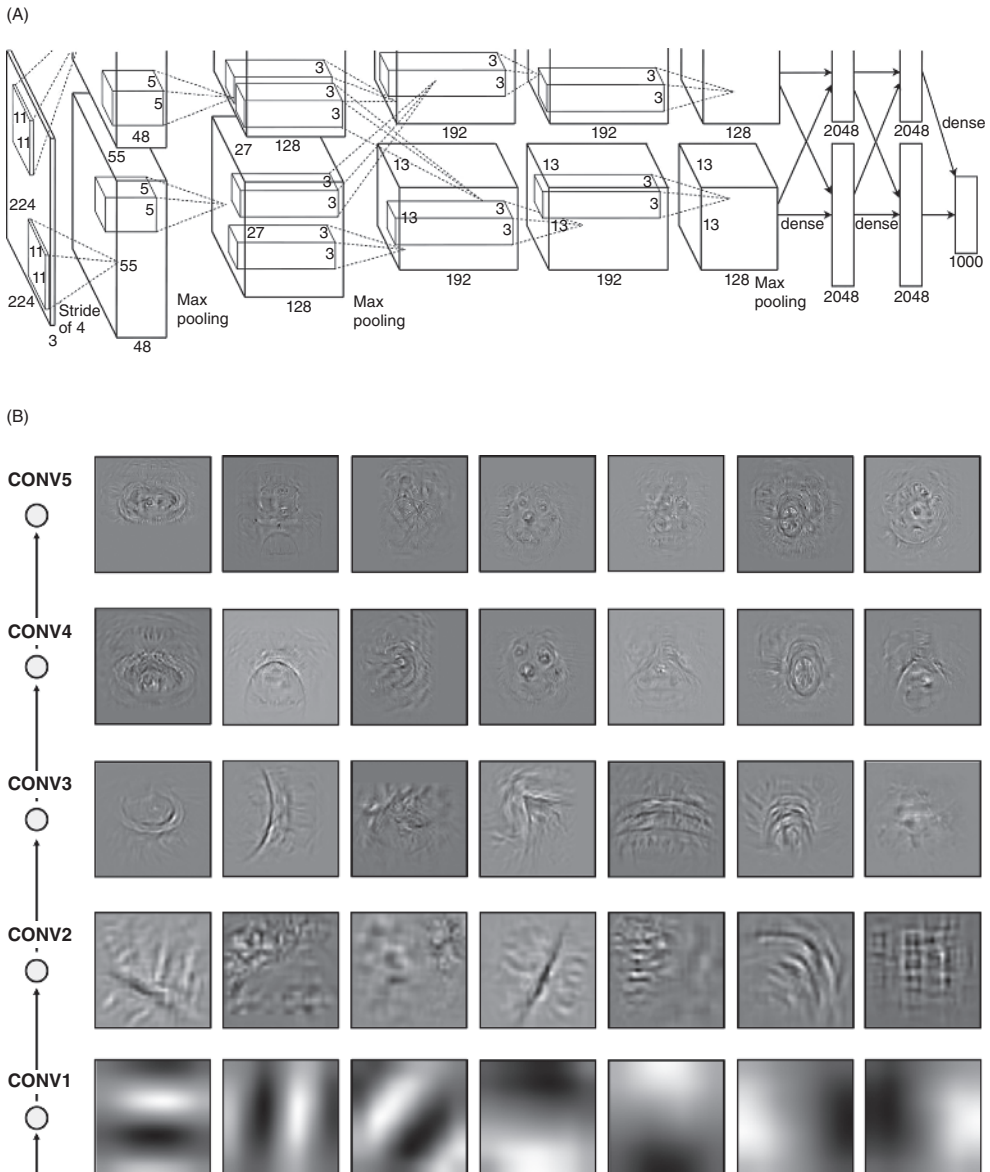 (A)
3 3
5 3 3
11 5 3 3
11 48 192 192 128 2048 2048 dense
55 27 128
13 13 13
5 3 3
224 5 3 3 3
27 3 13 3 13 13 dense dense
11 55 3 3
11 192 192 128 1000
224 Stride of 4 Max pooling 128 Max pooling Max pooling 2048 2048
3 48
(B)
CONV5
CONV4
CONV3
CONV2
CONV1